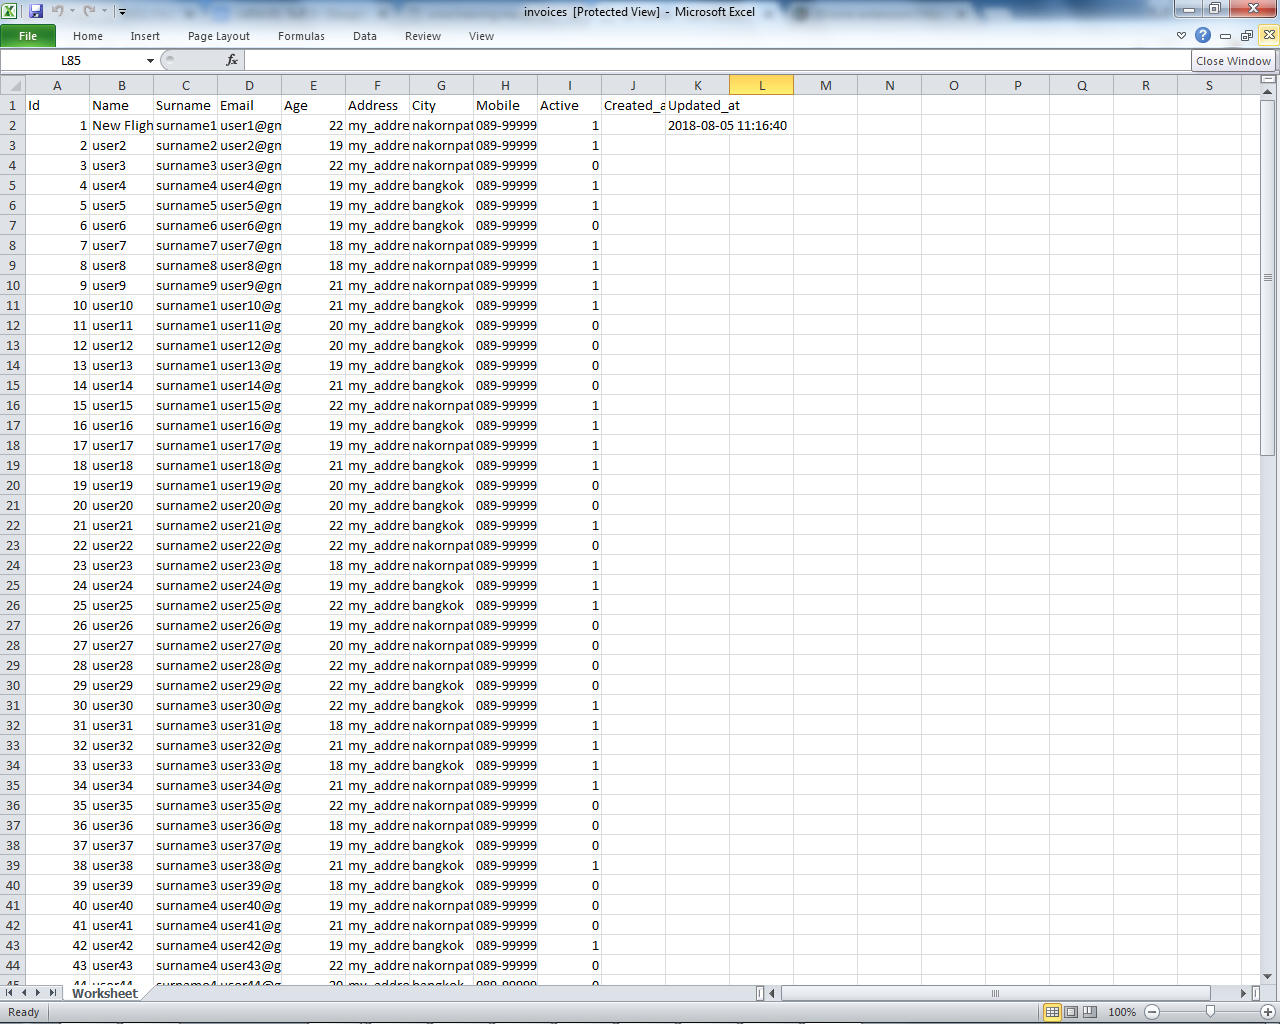 invoices [Protected View] - Microsoft Excel
File Home Insert Page Layout Formulas Data Review View
L85 fx Close Window
A B C D E F G H I J K L M N O P Q R S
1 Id Name Surname Email Age Address City Mobile Active Created_a Updated_at
2 1 New Fligh surname1 user1@gm 22 my_addre nakornpat 089-99999 1 2018-08-05 11:16:40
3 2 user2 surname2 user2@gm 19 my_addre nakornpat 089-99999 1
4 3 user3 surname3 user3@gm 22 my_addre nakornpat 089-99999 0
5 4 user4 surname4 user4@gm 19 my_addre bangkok 089-99999 1
6 5 user5 surname5 user5@gm 19 my_addre bangkok 089-99999 1
7 6 user6 surname6 user6@gm 19 my_addre bangkok 089-99999 0
8 7 user7 surname7 user7@gm 18 my_addre nakornpat 089-99999 1
9 8 user8 surname8 user8@gm 18 my_addre nakornpat 089-99999 1
10 9 user9 surname9 user9@gm 21 my_addre nakornpat 089-99999 1
11 10 user10 surname1 user10@g 21 my_addre bangkok 089-99999 1
12 11 user11 surname1 user11@g 20 my_addre bangkok 089-99999 0
13 12 user12 surname1 user12@g 20 my_addre bangkok 089-99999 0
14 13 user13 surname1 user13@g 19 my_addre bangkok 089-99999 0
15 14 user14 surname1 user14@g 21 my_addre bangkok 089-99999 0
16 15 user15 surname1 user15@g 22 my_addre nakornpat 089-99999 1
17 16 user16 surname1 user16@g 19 my_addre bangkok 089-99999 1
18 17 user17 surname1 user17@g 19 my_addre nakornpat 089-99999 1
19 18 user18 surname1 user18@g 21 my_addre bangkok 089-99999 1
20 19 user19 surname1 user19@g 20 my_addre bangkok 089-99999 0
21 20 user20 surname2 user20@g 20 my_addre bangkok 089-99999 0
22 21 user21 surname2 user21@g 22 my_addre bangkok 089-99999 1
23 22 user22 surname2 user22@g 22 my_addre nakornpat 089-99999 0
24 23 user23 surname2 user23@g 18 my_addre nakornpat 089-99999 1
25 24 user24 surname2 user24@g 19 my_addre bangkok 089-99999 1
26 25 user25 surname2 user25@g 22 my_addre bangkok 089-99999 1
27 26 user26 surname2 user26@g 19 my_addre nakornpat 089-99999 0
28 27 user27 surname2 user27@g 20 my_addre nakornpat 089-99999 0
29 28 user28 surname2 user28@g 22 my_addre nakornpat 089-99999 0
30 29 user29 surname2 user29@g 22 my_addre bangkok 089-99999 0
31 30 user30 surname3 user30@g 22 my_addre bangkok 089-99999 1
32 31 user31 surname3 user31@g 18 my_addre nakornpat 089-99999 1
33 32 user32 surname3 user32@g 21 my_addre nakornpat 089-99999 1
34 33 user33 surname3 user33@g 18 my_addre bangkok 089-99999 1
35 34 user34 surname3 user34@g 21 my_addre nakornpat 089-99999 1
36 35 user35 surname3 user35@g 22 my_addre nakornpat 089-99999 0
37 36 user36 surname3 user36@g 18 my_addre nakornpat 089-99999 0
38 37 user37 surname3 user37@g 19 my_addre bangkok 089-99999 0
39 38 user38 surname3 user38@g 21 my_addre bangkok 089-99999 1
40 39 user39 surname3 user39@g 18 my_addre bangkok 089-99999 0
41 40 user40 surname4 user40@g 19 my_addre nakornpat 089-99999 0
42 41 user41 surname4 user41@g 21 my_addre nakornpat 089-99999 0
43 42 user42 surname4 user42@g 19 my_addre bangkok 089-99999 1
44 43 user43 surname4 user43@g 22 my_addre nakornpat 089-99999 0
Worksheet
Ready 100%